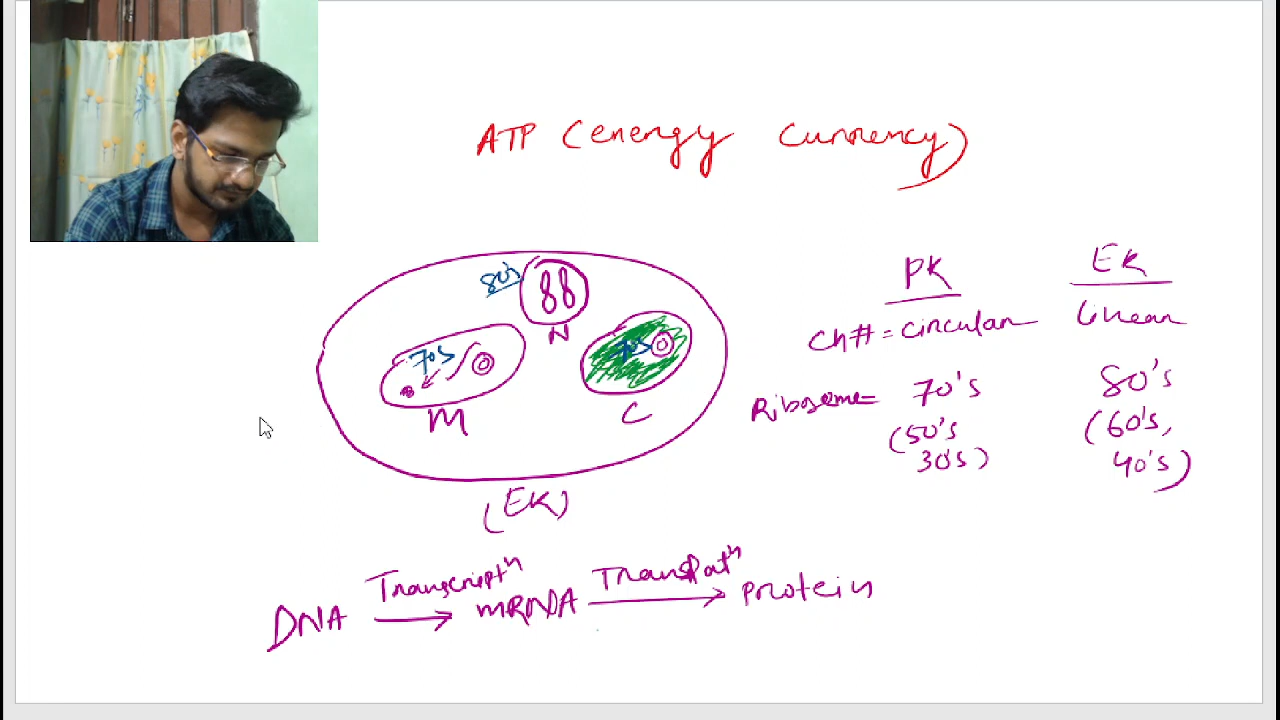 ATP (energy currency)
PK EK
Ch# = circular linear
Ribosome = 70's 80's
(50's (60's,
30's) 40's)
80's
88
N
70's
M
70's
C
(EK)
Transcriptn Translatn
DNA → mRNA → protein